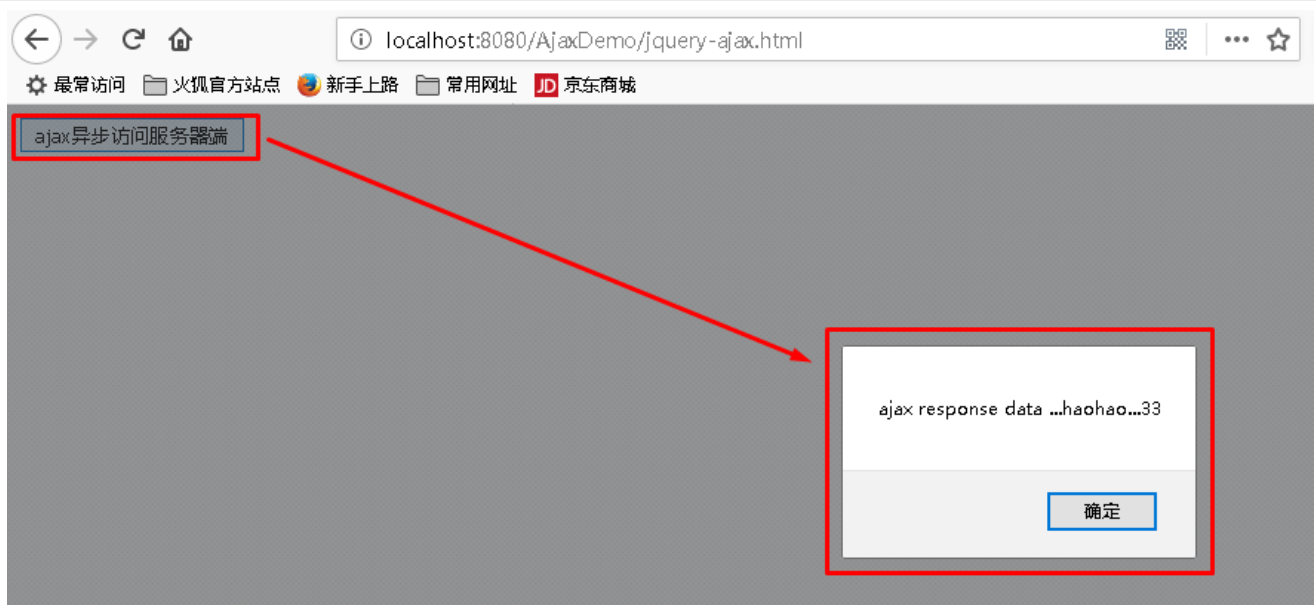 localhost:8080/AjaxDemo/jquery-ajax.html
最常访问 火狐官方站点 新手上路 常用网址 JD 京东商城
ajax异步访问服务器端
ajax response data ...haohao...33
确定